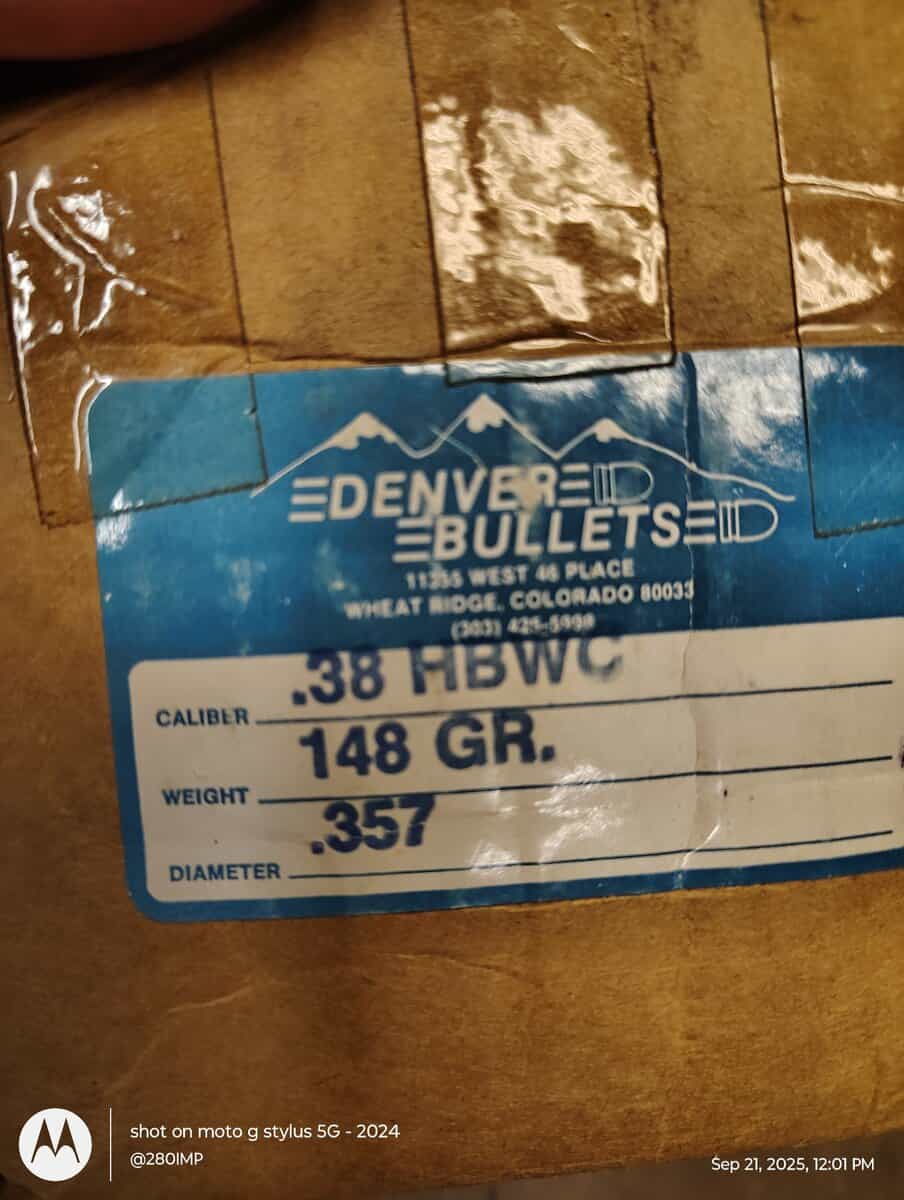 DENVER
BULLETS
WEST 46 PLACE
WHEAT RIDGE, COLORADO 80033
(303)
.38 HBWC
CALIBER
148 GR.
WEIGHT
.357
DIAMETER
shot on moto g stylus 5G - 2024
@280IMP
Sep 21, 2025, 12:01 PM